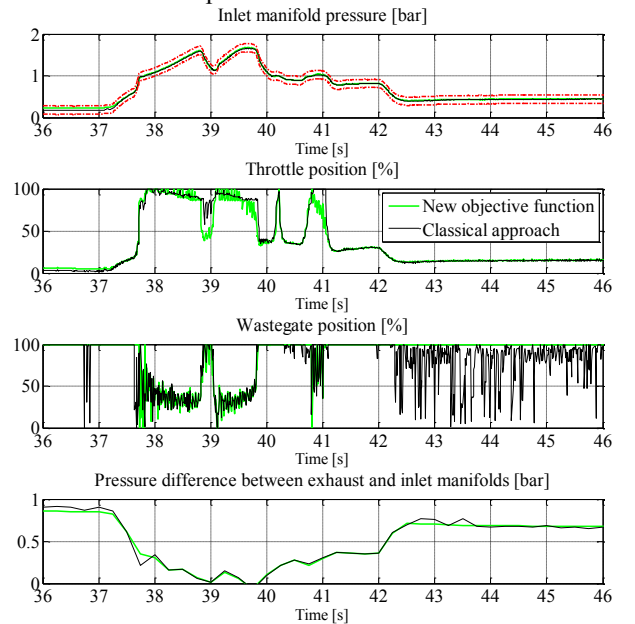 Inlet manifold pressure [bar]
2
1
0
36 37 38 39 40 41 42 43 44 45 46
Time [s]
Throttle position [%]
100
50
0
New objective function
Classical approach
36 37 38 39 40 41 42 43 44 45 46
Time [s]
Wastegate position [%]
100
50
0
36 37 38 39 40 41 42 43 44 45 46
Time [s]
Pressure difference between exhaust and inlet manifolds [bar]
1
0.5
0
36 37 38 39 40 41 42 43 44 45 46
Time [s]